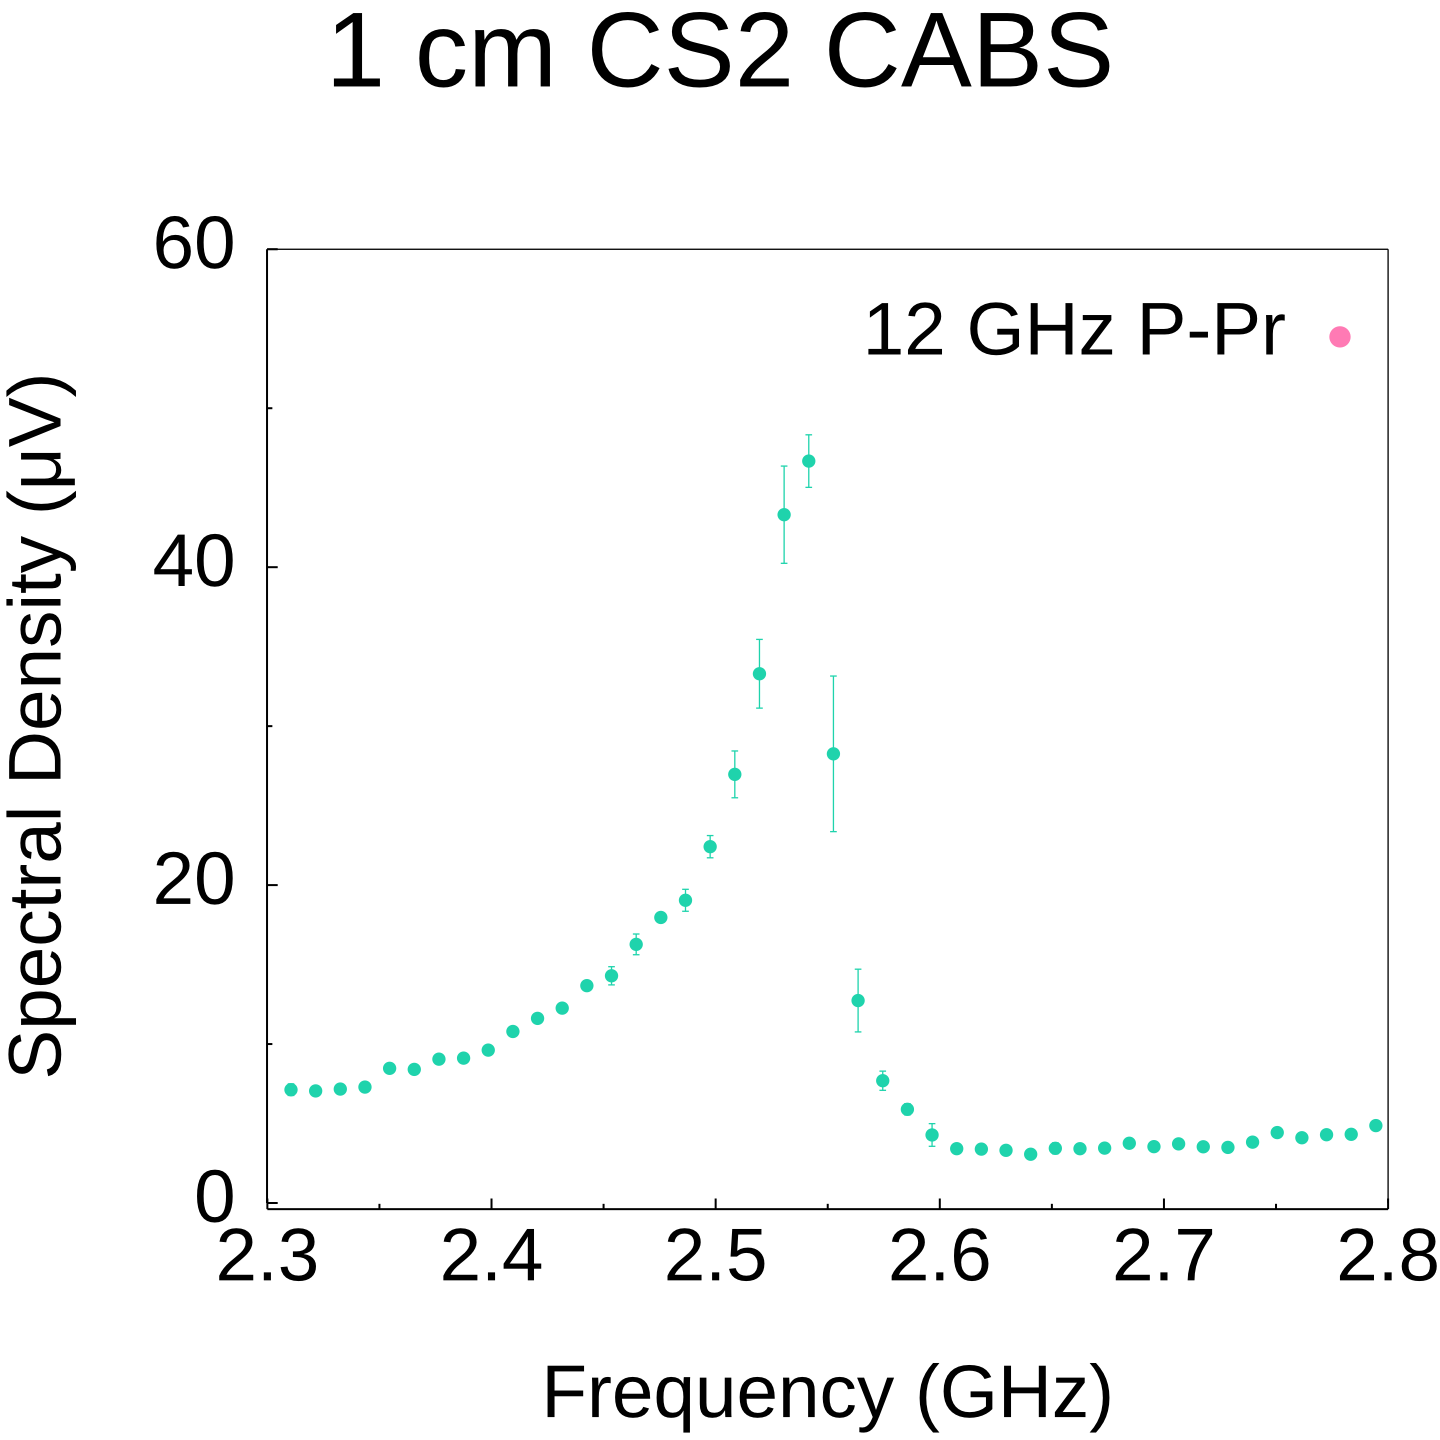 1 cm CS2 CABS
60
12 GHz P-Pr
40
20
0
Spectral Density (μV)
2.3 2.4 2.5 2.6 2.7 2.8
Frequency (GHz)